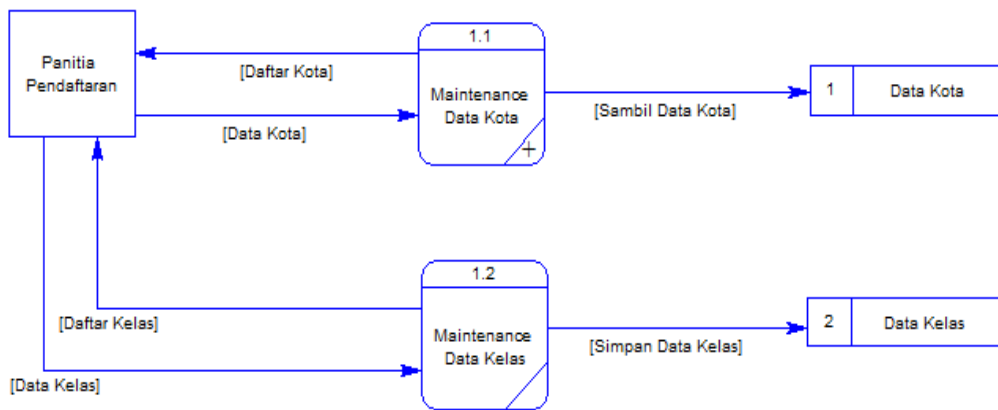 Panitia
Pendaftaran
1.1
[Daftar Kota]
Maintenance
Data Kota
[Data Kota]
[Sambil Data Kota]
1
Data Kota
1.2
[Daftar Kelas]
Maintenance
Data Kelas
[Data Kelas]
[Simpan Data Kelas]
2
Data Kelas